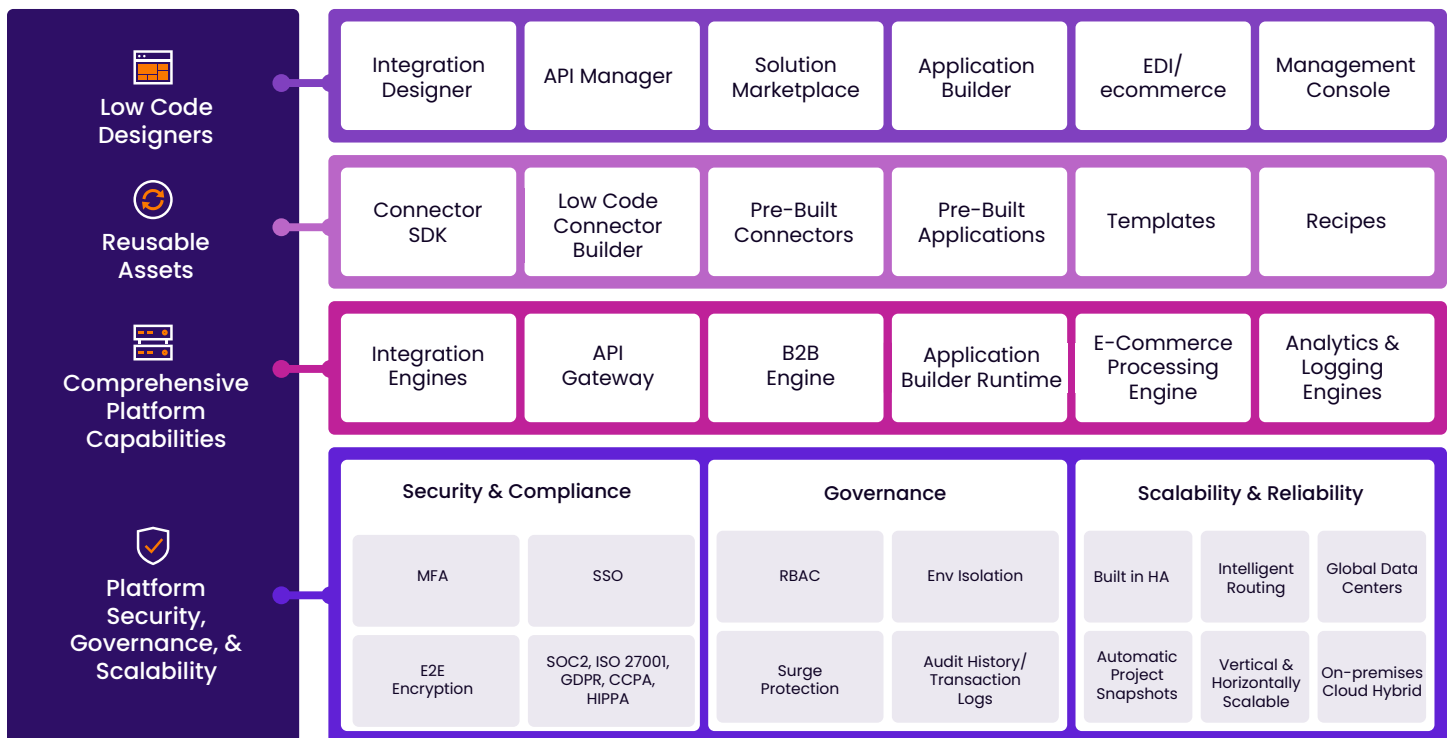 Low Code
Designers
Integration
Designer
API Manager
Solution
Marketplace
Application
Builder
EDI/
ecommerce
Management
Console
Reusable
Assets
Connector
SDK
Low Code
Connector
Builder
Pre-Built
Connectors
Pre-Built
Applications
Templates
Recipes
Comprehensive
Platform
Capabilities
Integration
Engines
API
Gateway
B2B
Engine
Application
Builder Runtime
E-Commerce
Processing
Engine
Analytics &
Logging
Engines
Platform
Security,
Governance, &
Scalability
Security & Compliance
MFA
SSO
E2E
Encryption
SOC2, ISO 27001,
GDPR, CCPA,
HIPPA
Governance
RBAC
Env Isolation
Surge
Protection
Audit History/
Transaction
Logs
Scalability & Reliability
Built in HA
Intelligent
Routing
Global Data
Centers
Automatic
Project
Snapshots
Vertical &
Horizontally
Scalable
On-premises
Cloud Hybrid